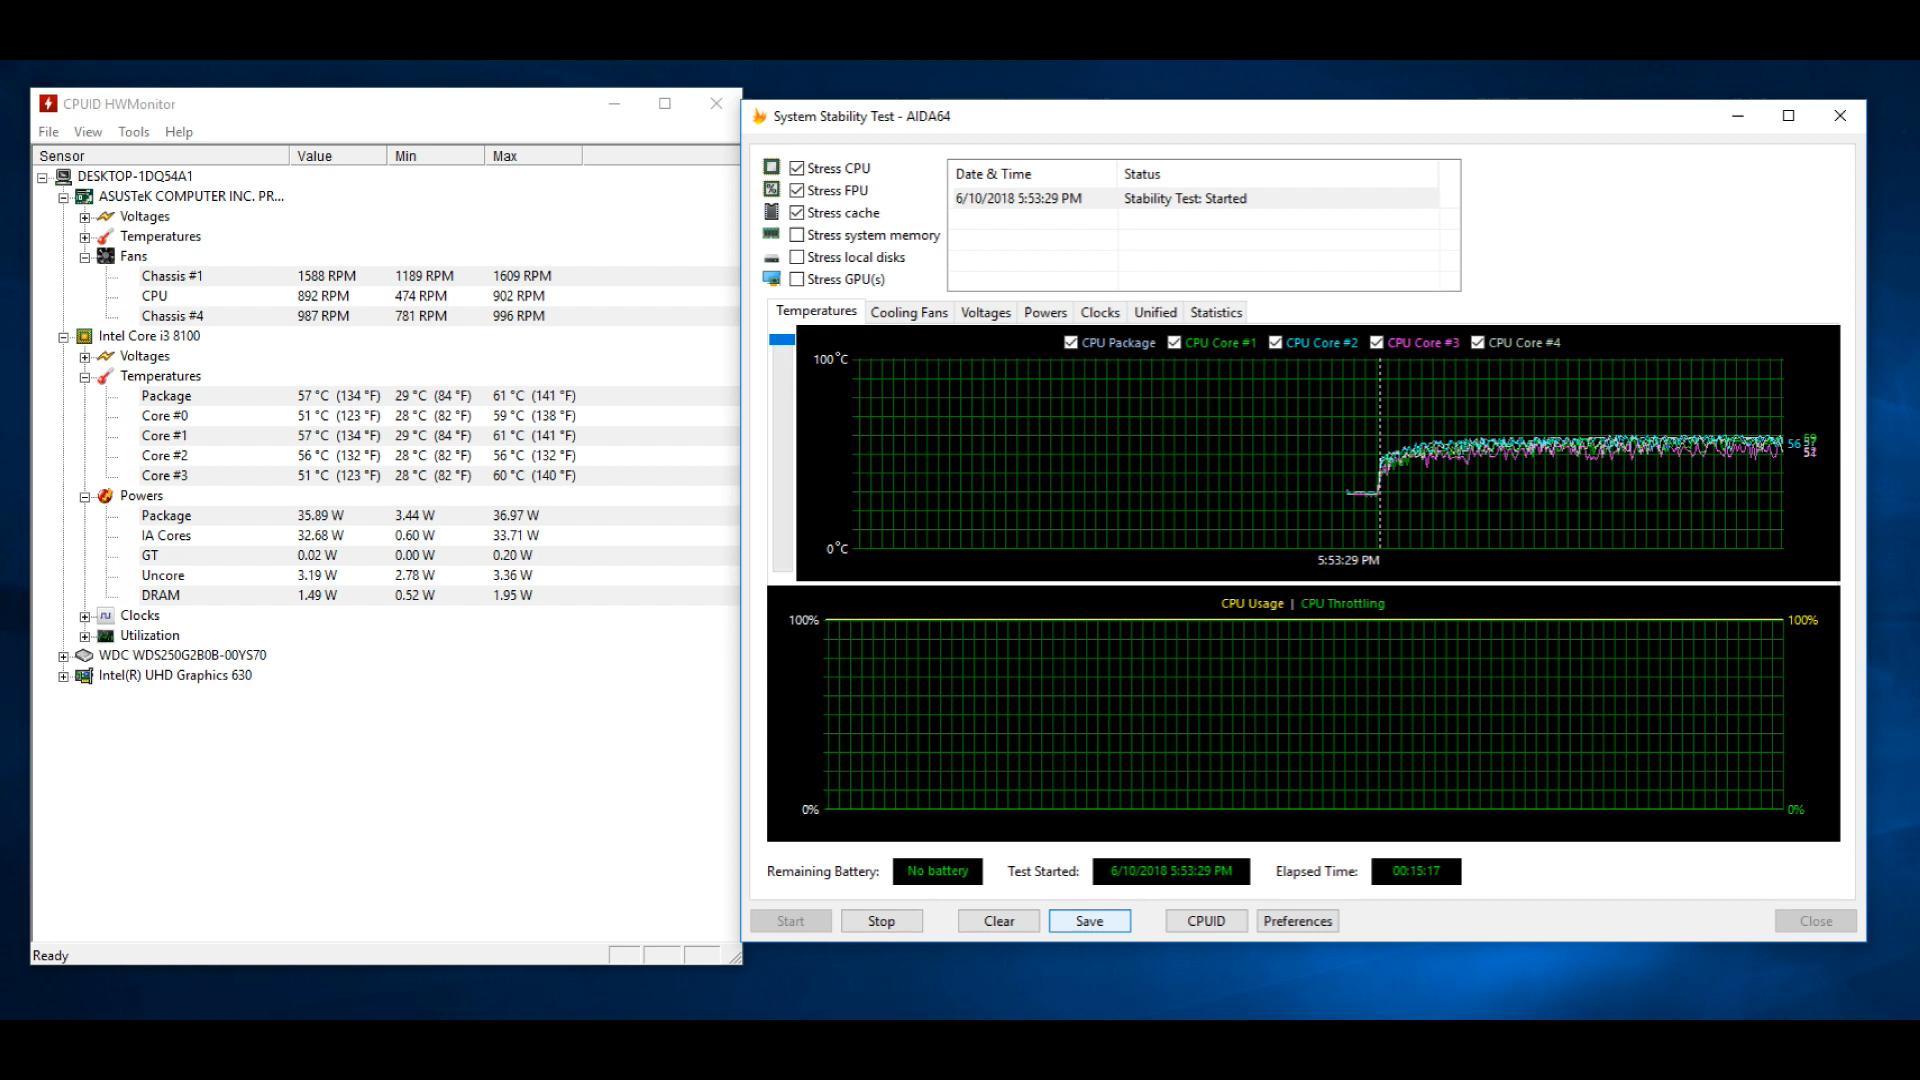 CPUID HWMonitor
File View Tools Help
Sensor Value Min Max
DESKTOP-1DQ54A1
ASUSTeK COMPUTER INC. PR...
Voltages
Temperatures
Fans
Chassis #1 1588 RPM 1189 RPM 1609 RPM
CPU 892 RPM 474 RPM 902 RPM
Chassis #4 987 RPM 781 RPM 996 RPM
Intel Core i3 8100
Voltages
Temperatures
Package 57 °C (134 °F) 29 °C (84 °F) 61 °C (141 °F)
Core #0 51 °C (123 °F) 28 °C (82 °F) 59 °C (138 °F)
Core #1 57 °C (134 °F) 29 °C (84 °F) 61 °C (141 °F)
Core #2 56 °C (132 °F) 28 °C (82 °F) 56 °C (132 °F)
Core #3 51 °C (123 °F) 28 °C (82 °F) 60 °C (140 °F)
Powers
Package 35.89 W 3.44 W 36.97 W
IA Cores 32.68 W 0.60 W 33.71 W
GT 0.02 W 0.00 W 0.20 W
Uncore 3.19 W 2.78 W 3.36 W
DRAM 1.49 W 0.52 W 1.95 W
Clocks
Utilization
WDC WDS250G2B0B-00YS70
Intel(R) UHD Graphics 630
Ready
System Stability Test - AIDA64
Stress CPU
Stress FPU
Stress cache
Stress system memory
Stress local disks
Stress GPU(s)
Date & Time Status
6/10/2018 5:53:29 PM Stability Test: Started
Temperatures Cooling Fans Voltages Powers Clocks Unified Statistics
CPU Package CPU Core #1 CPU Core #2 CPU Core #3 CPU Core #4
100°C
56
0°C
5:53:29 PM
CPU Usage | CPU Throttling
100% 100%
0% 0%
Remaining Battery: No battery Test Started: 6/10/2018 5:53:29 PM Elapsed Time: 00:15:17
Start Stop Clear Save CPUID Preferences Close